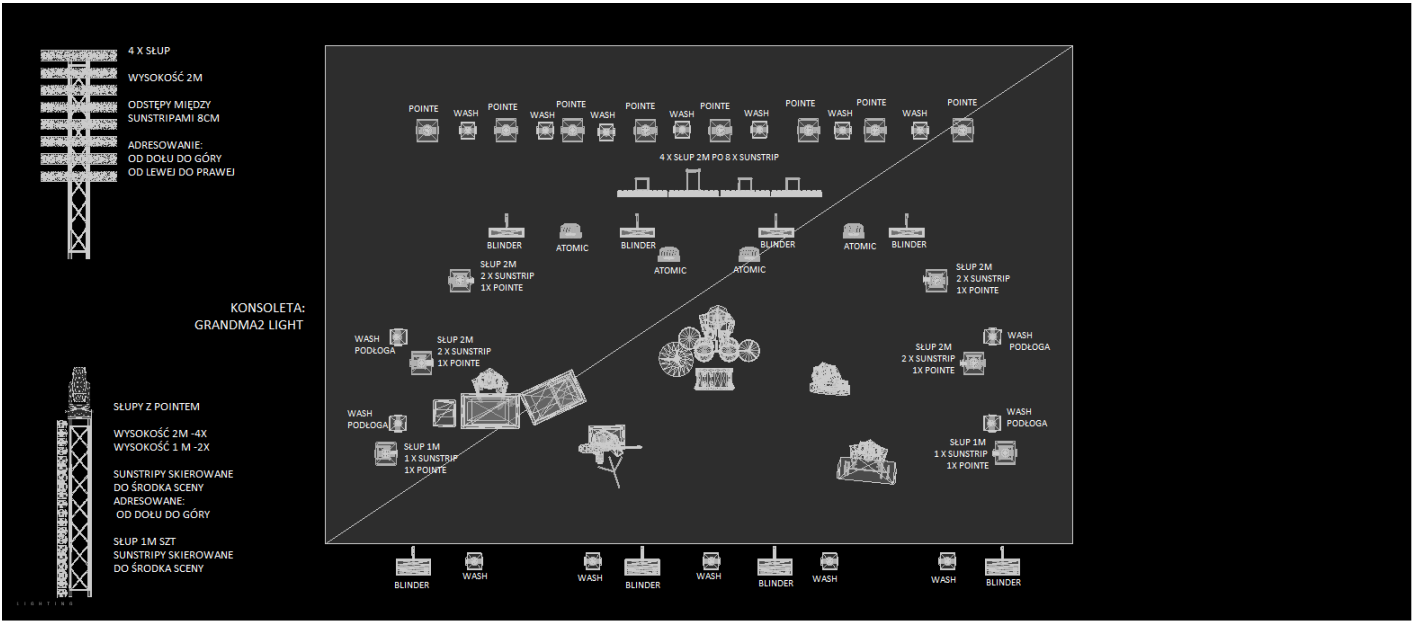 4 X SŁUP
WYSOKOŚĆ 2M
ODSTĘPY MIĘDZY
SUNSTRIPAMI 8CM
ADRESOWANIE:
OD DOŁU DO GÓRY
OD LEWEJ DO PRAWEJ
KONSOLETA:
GRANDMA2 LIGHT
SŁUPY Z POINTEM
WYSOKOŚĆ 2M -4X
WYSOKOŚĆ 1 M -2X
SUNSTRIPY SKIEROWANE
DO ŚRODKA SCENY
ADRESOWANE:
OD DOŁU DO GÓRY
SŁUP 1M SZT
SUNSTRIPY SKIEROWANE
DO ŚRODKA SCENY
LIGHTING
POINTE
WASH
POINTE
WASH
POINTE
WASH
POINTE
WASH
POINTE
WASH
POINTE
WASH
POINTE
WASH
POINTE
4 X SŁUP 2M PO 8 X SUNSTRIP
BLINDER
ATOMIC
BLINDER
ATOMIC
ATOMIC
BLINDER
ATOMIC
BLINDER
SŁUP 2M
2 X SUNSTRIP
1X POINTE
SŁUP 2M
2 X SUNSTRIP
1X POINTE
WASH
PODŁOGA
SŁUP 2M
2 X SUNSTRIP
1X POINTE
SŁUP 2M
2 X SUNSTRIP
1X POINTE
WASH
PODŁOGA
WASH
PODŁOGA
SŁUP 1M
1 X SUNSTRIP
1X POINTE
WASH
PODŁOGA
SŁUP 1M
1 X SUNSTRIP
1X POINTE
BLINDER
WASH
WASH
BLINDER
WASH
BLINDER
WASH
WASH
BLINDER